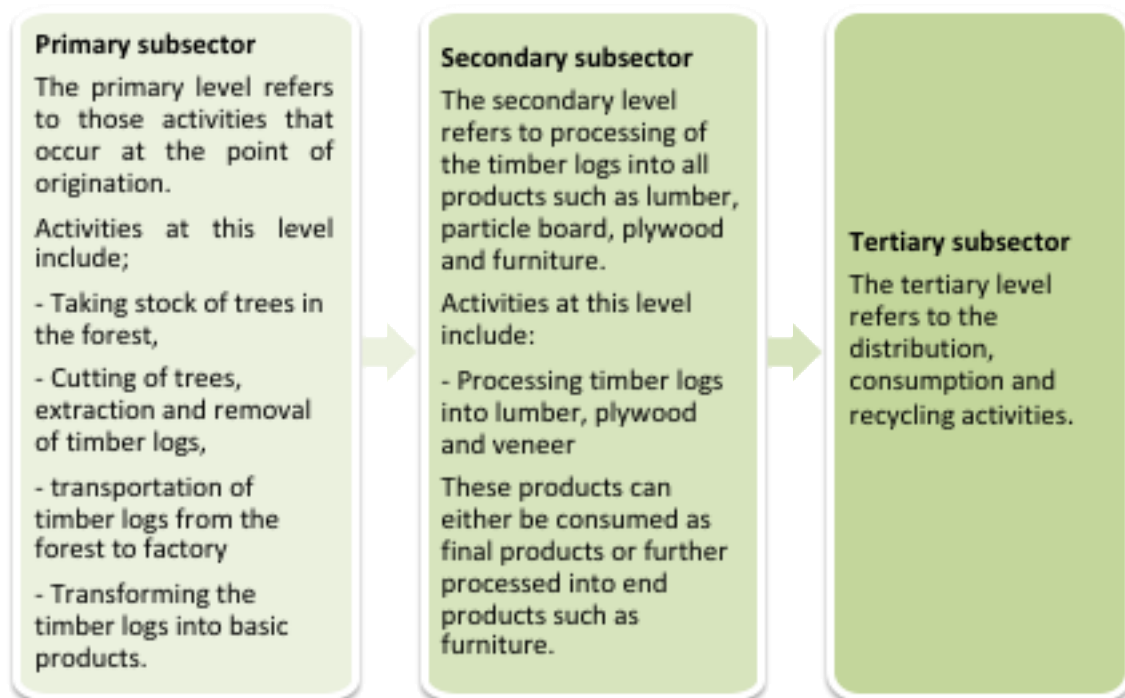 Primary subsector
The primary level refers
to those activities that
occur at the point of
origination.
Activities at this level
include;
- Taking stock of trees in
the forest,
- Cutting of trees,
extraction and removal
of timber logs,
- transportation of
timber logs from the
forest to factory
- Transforming the
timber logs into basic
products.
Secondary subsector
The secondary level
refers to processing of
the timber logs into all
products such as lumber,
particle board, plywood
and furniture.
Activities at this level
include:
- Processing timber logs
into lumber, plywood
and veneer
These products can
either be consumed as
final products or further
processed into end
products such as
furniture.
Tertiary subsector
The tertiary level
refers to the
distribution,
consumption and
recycling activities.